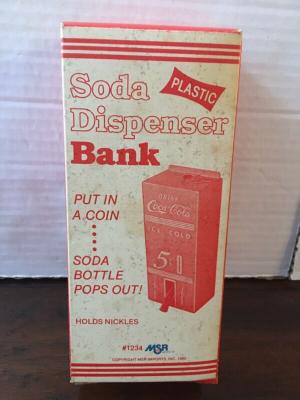 Soda
PLASTIC
Dispenser
Bank
PUT IN
A COIN
SODA
BOTTLE
POPS OUT!
HOLDS NICKLES
DRINK
Coca-Cola
ICE COLD
5¢
#1234 MSR
COPYRIGHT MSR IMPORTS, INC.